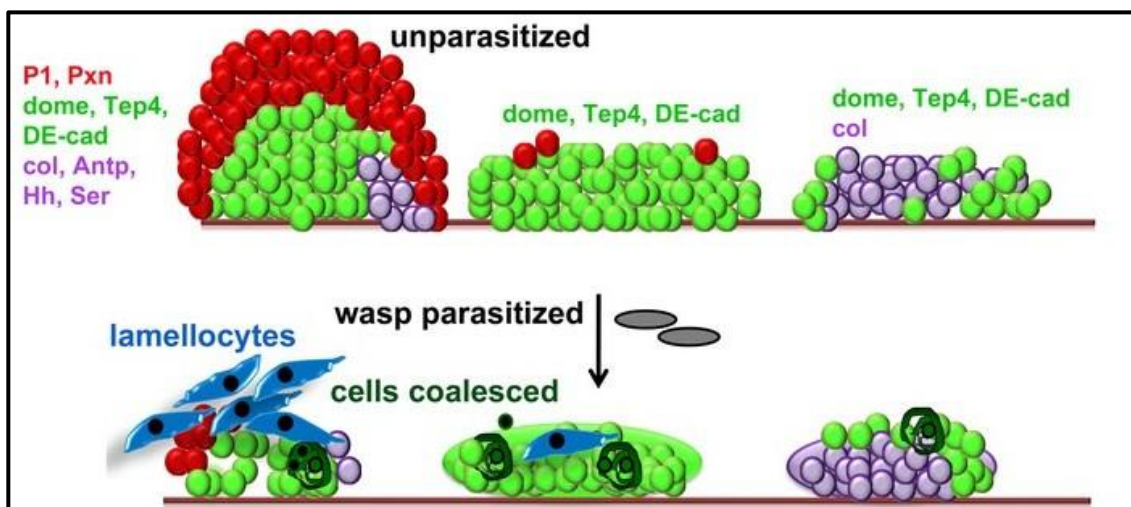 unparasitized
P1, Pxn
dome, Tep4,
DE-cad
col, Antp,
Hh, Ser
dome, Tep4, DE-cad
dome, Tep4, DE-cad
col
wasp parasitized
lamellocytes
cells coalesced